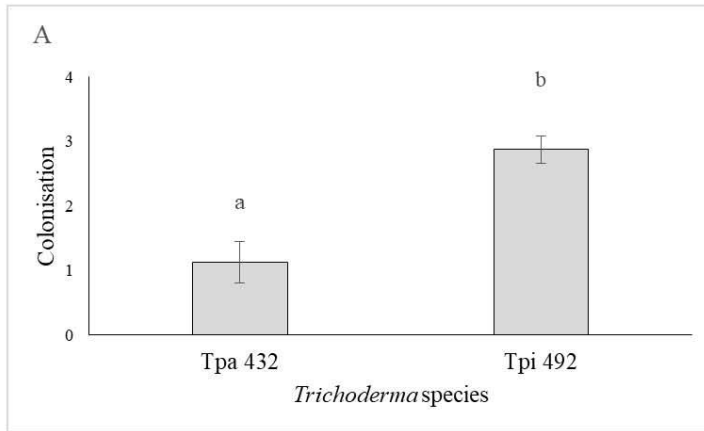 A
4
3
2
1
0
Colonisation
a
b
Tpa 432
Tpi 492
Trichoderma species